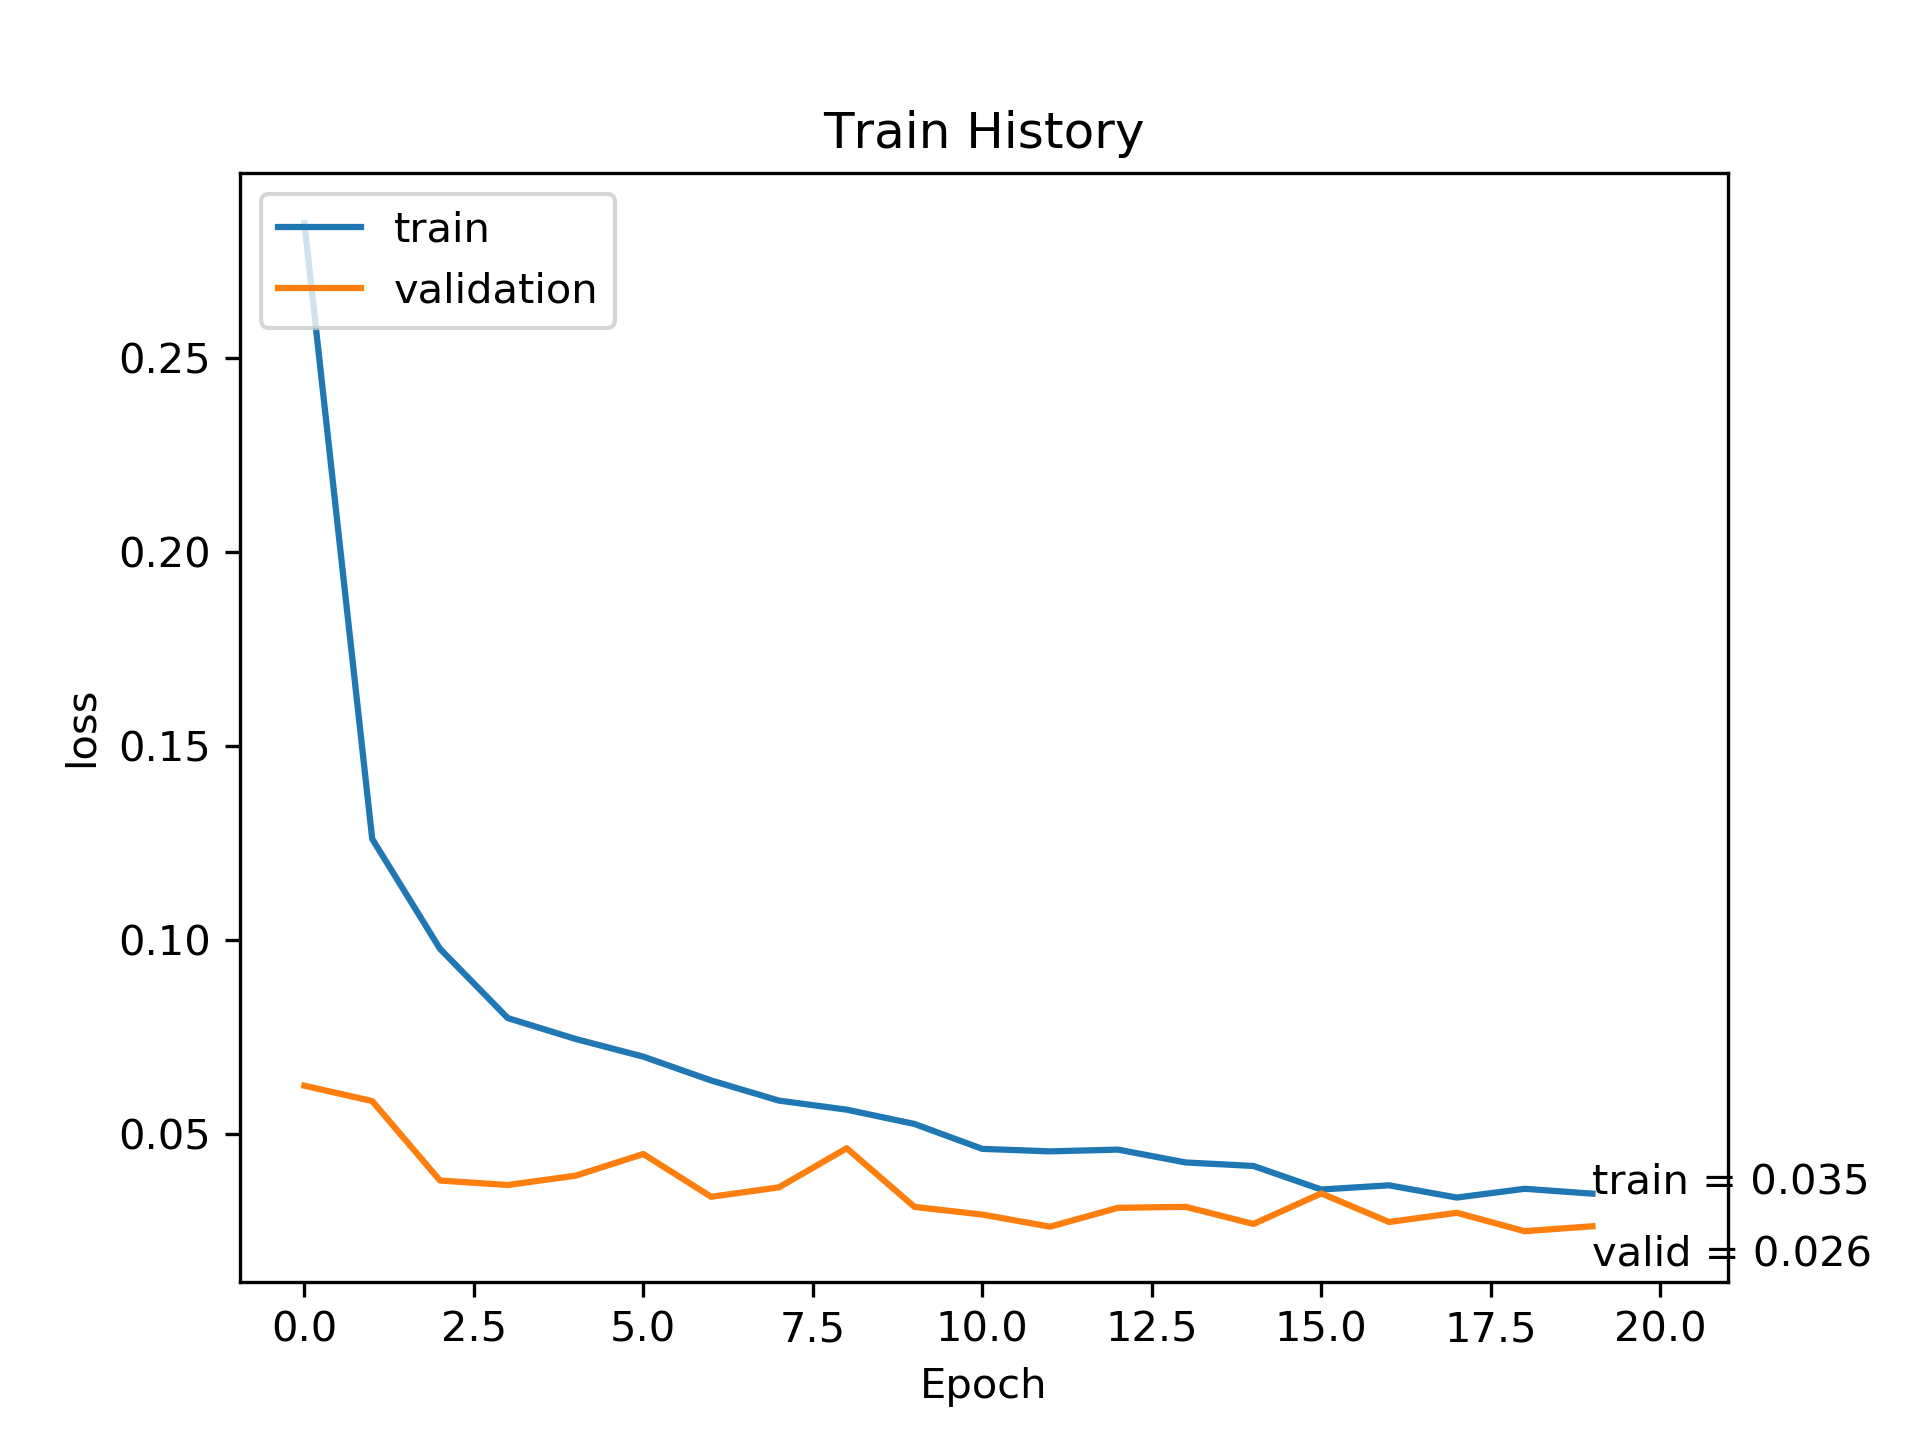 Train History
train
validation
0.25
0.20
0.15
0.10
0.05
loss
train = 0.035
valid = 0.026
0.0 2.5 5.0 7.5 10.0 12.5 15.0 17.5 20.0
Epoch